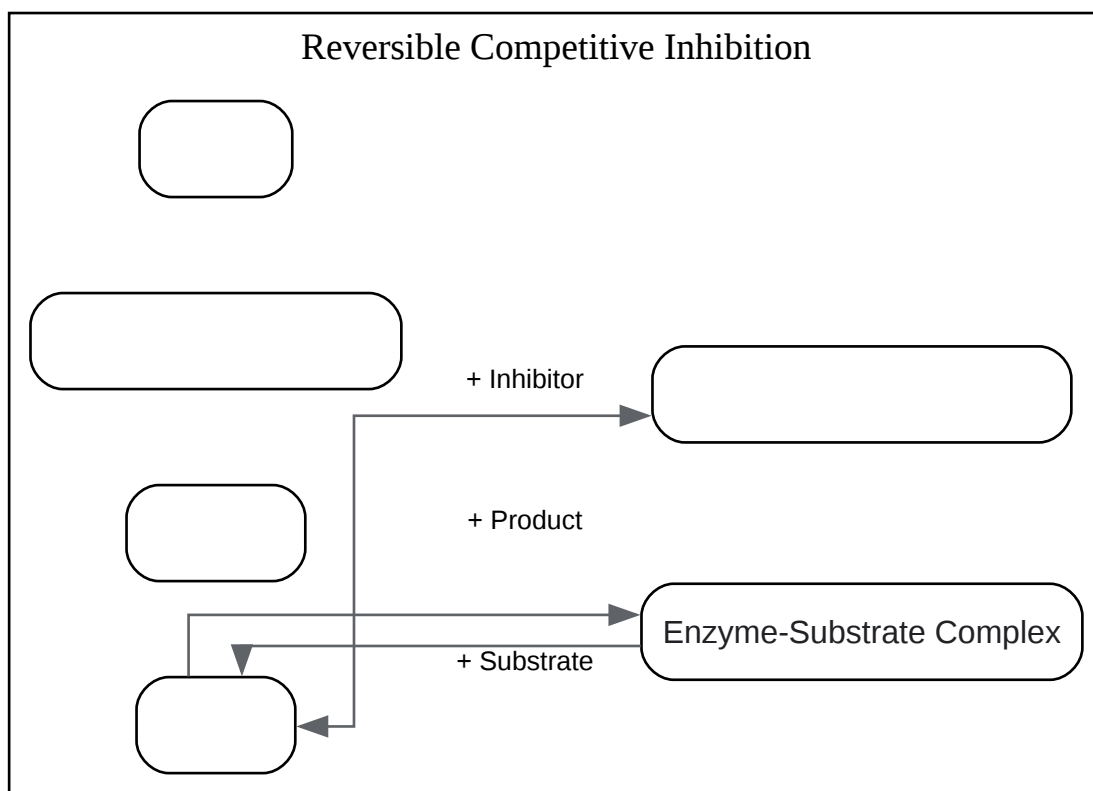 Reversible Competitive Inhibition
+ Inhibitor
+ Product
Enzyme-Substrate Complex
+ Substrate